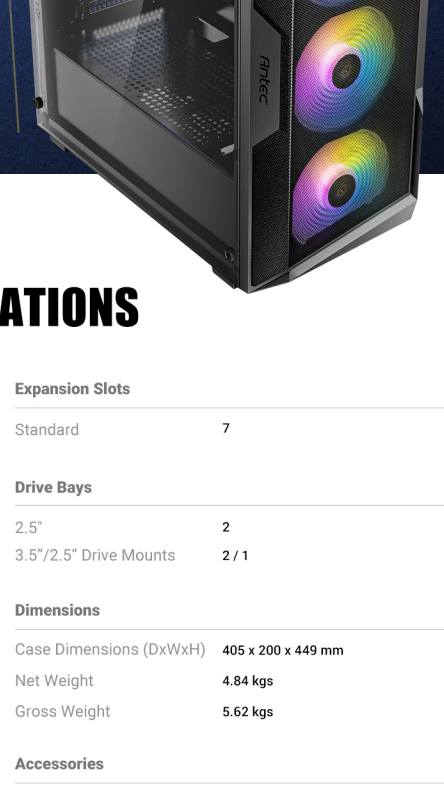 Antec
ATIONS
Expansion Slots
Standard 7
Drive Bays
2.5" 2
3.5”/2.5” Drive Mounts 2 / 1
Dimensions
Case Dimensions (DxWxH) 405 x 200 x 449 mm
Net Weight 4.84 kgs
Gross Weight 5.62 kgs
Accessories